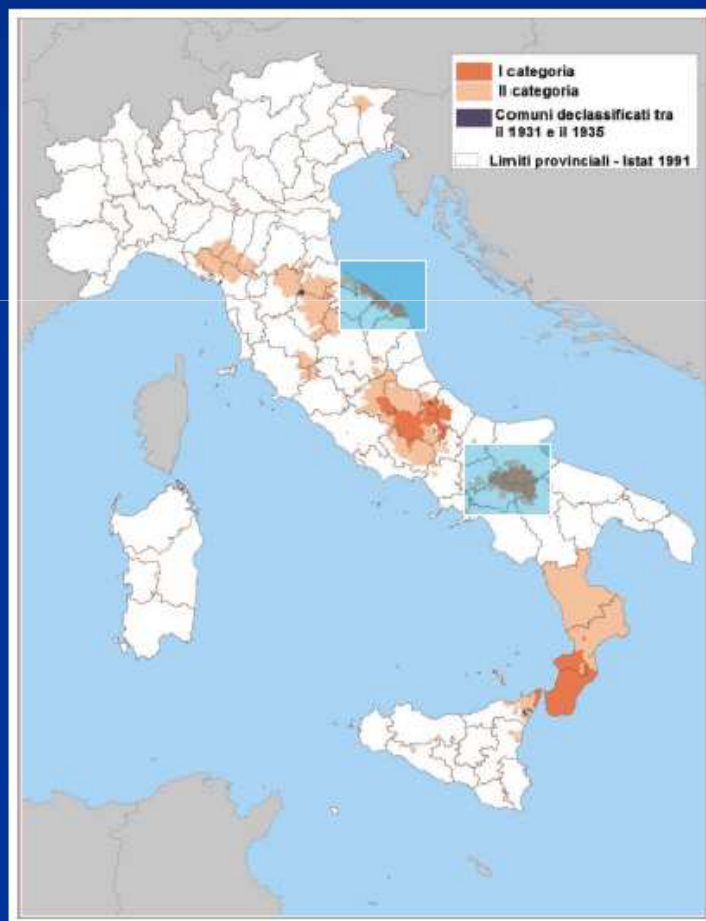 I categoria
II categoria
Comuni declassificati tra
il 1931 e il 1935
Limiti provinciali - Istat 1991